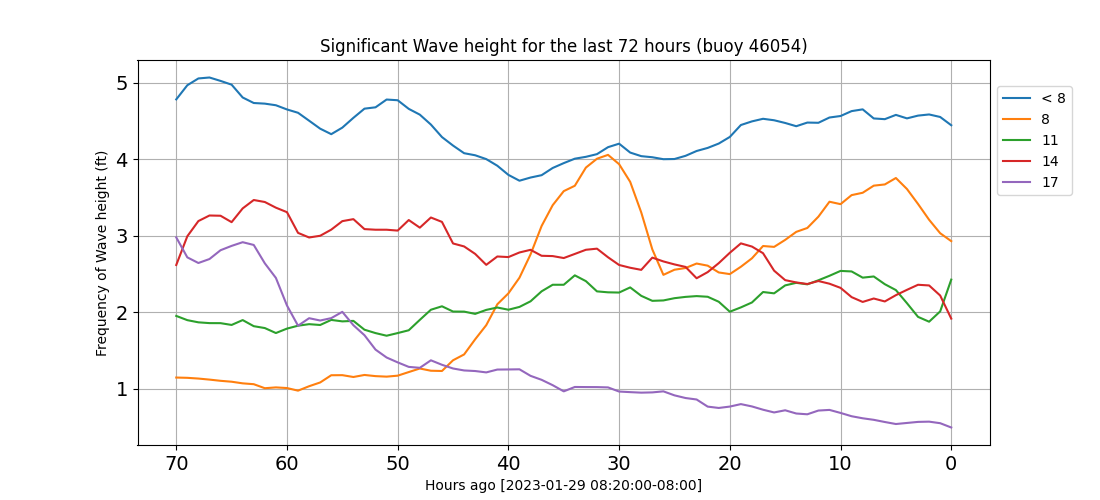 Significant Wave height for the last 72 hours (buoy 46054)
Frequency of Wave height (ft)
5
4
3
2
1
70 60 50 40 30 20 10 0
Hours ago [2023-01-29 08:20:00-08:00]
< 8
8
11
14
17